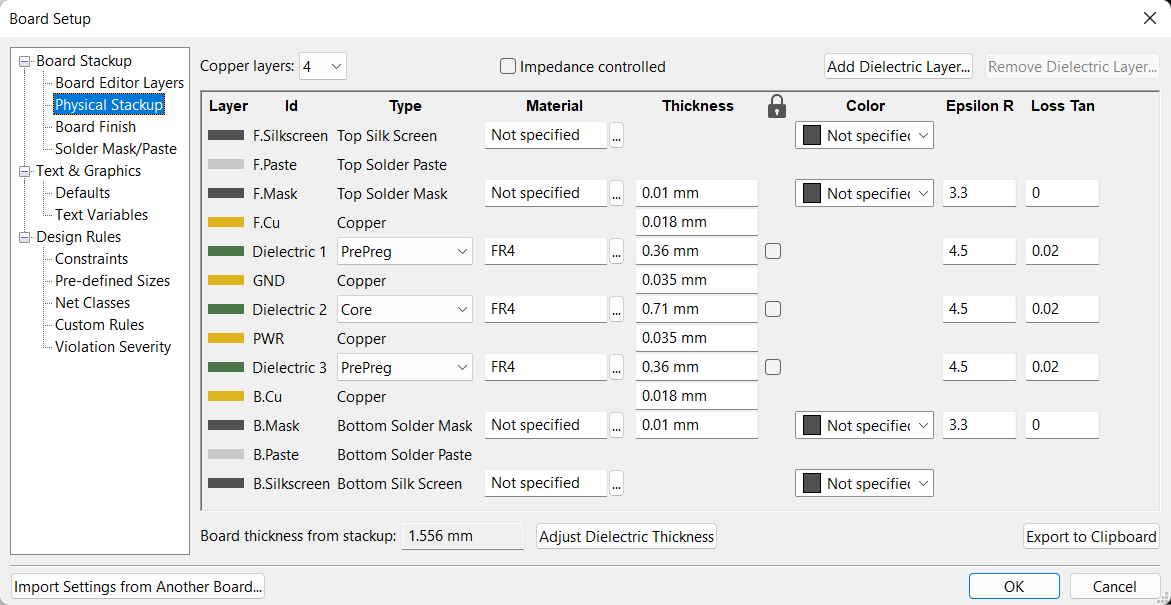 Board Setup
Board Stackup
Board Editor Layers
Physical Stackup
Board Finish
Solder Mask/Paste
Text & Graphics
Defaults
Text Variables
Design Rules
Constraints
Pre-defined Sizes
Net Classes
Custom Rules
Violation Severity
Copper layers: 4 Impedance controlled Add Dielectric Layer... Remove Dielectric Layer...
Layer Id Type Material Thickness Color Epsilon R Loss Tan
F.Silkscreen Top Silk Screen Not specified ... Not specified
F.Paste Top Solder Paste
F.Mask Top Solder Mask Not specified ... 0.01 mm Not specified 3.3 0
F.Cu Copper 0.018 mm
Dielectric 1 PrePreg FR4 ... 0.36 mm 4.5 0.02
GND Copper 0.035 mm
Dielectric 2 Core FR4 ... 0.71 mm 4.5 0.02
PWR Copper 0.035 mm
Dielectric 3 PrePreg FR4 ... 0.36 mm 4.5 0.02
B.Cu Copper 0.018 mm
B.Mask Bottom Solder Mask Not specified ... 0.01 mm Not specified 3.3 0
B.Paste Bottom Solder Paste
B.Silkscreen Bottom Silk Screen Not specified ... Not specified
Board thickness from stackup: 1.556 mm Adjust Dielectric Thickness Export to Clipboard
Import Settings from Another Board... OK Cancel